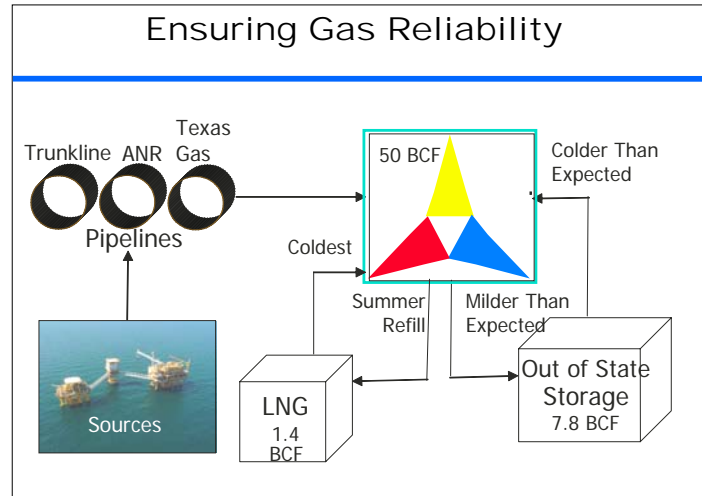 Ensuring Gas Reliability
Trunkline
ANR
Texas
Gas
Pipelines
50 BCF
Colder Than
Expected
Coldest
Summer
Refill
Milder Than
Expected
Sources
LNG
1.4
BCF
Out of State
Storage
7.8 BCF